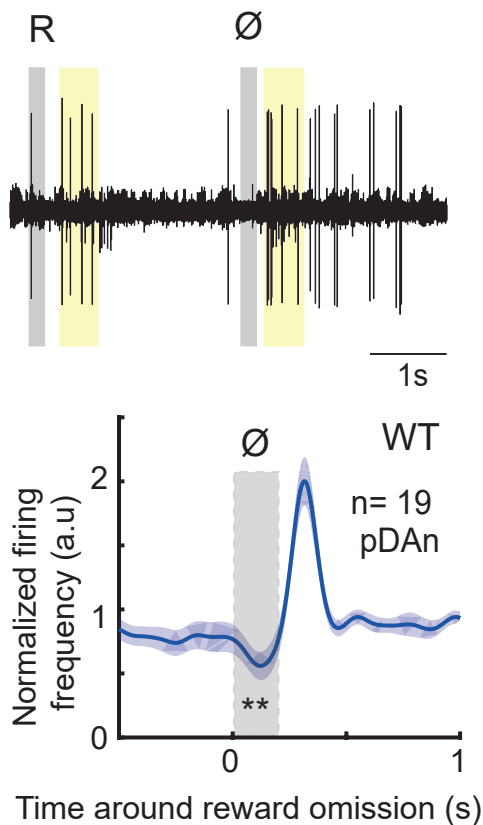 R Ø
1s
Ø WT
n= 19
pDAn
Normalized firing
frequency (a.u)
2
1
0
0 1
Time around reward omission (s)
**